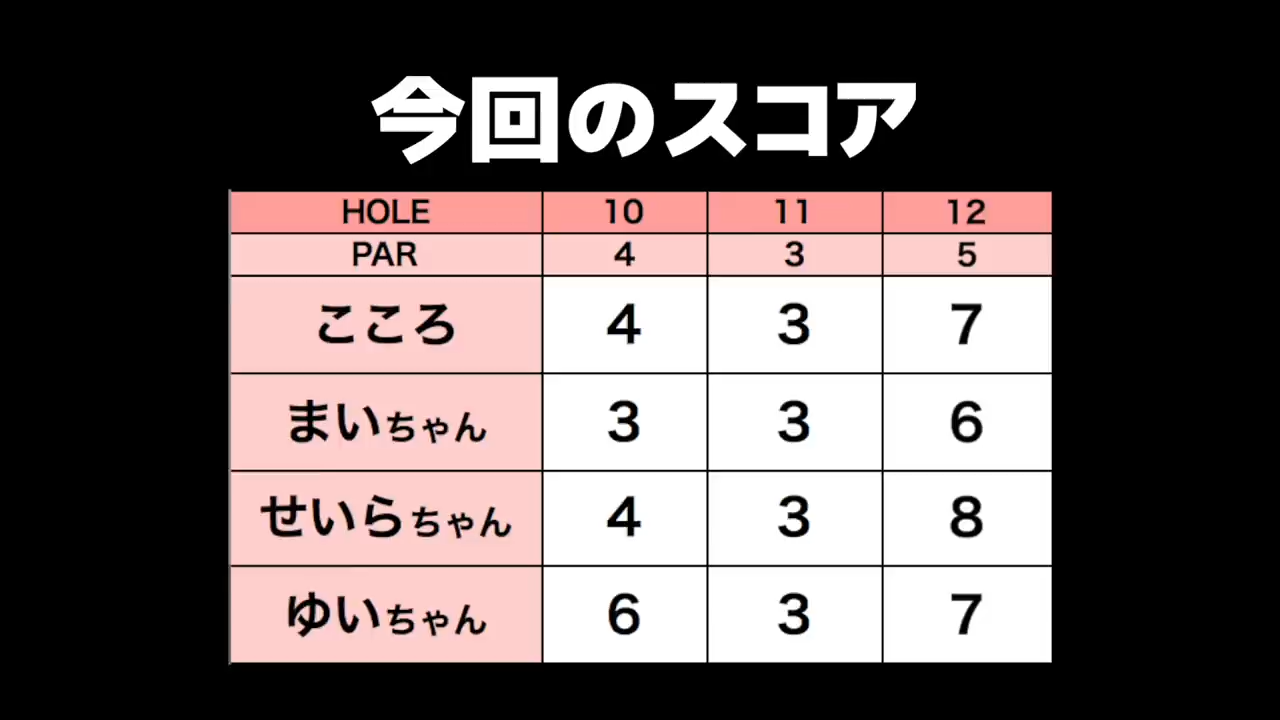 今回のスコア
HOLE 10 11 12
PAR 4 3 5
こころ 4 3 7
まいちゃん 3 3 6
せいらちゃん 4 3 8
ゆいちゃん 6 3 7